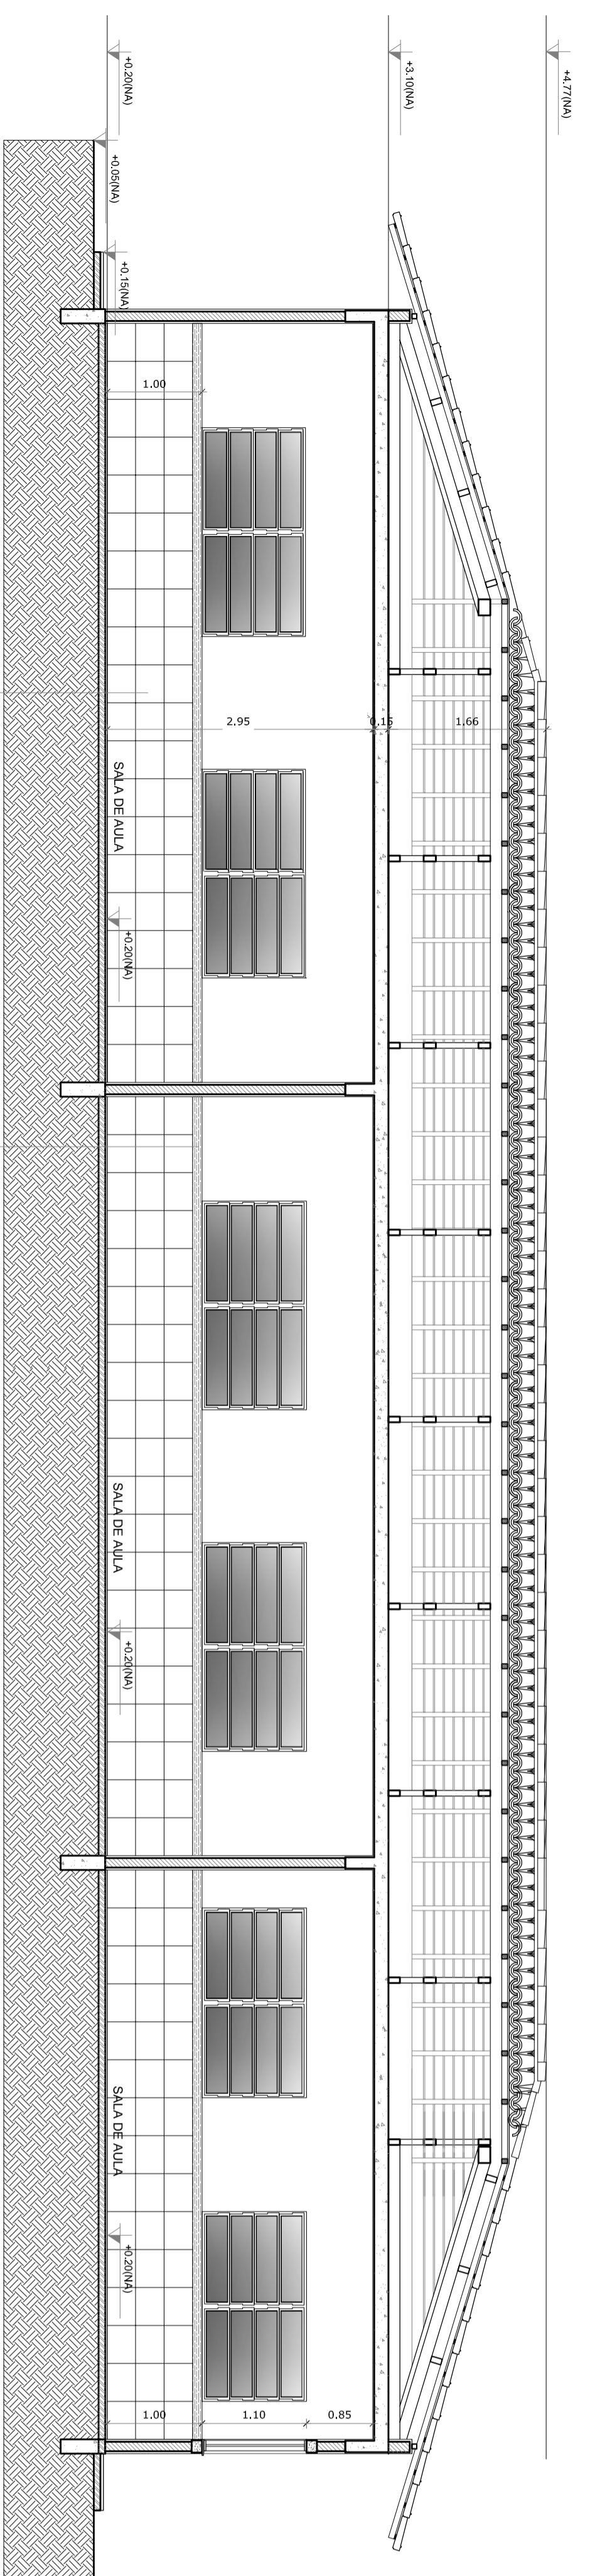 +4.77(NA)
+3.10(NA)
+0.20(NA)
+0.05(NA)
+0.15(NA)
1.00
2.95
0.15
1.66
SALA DE AULA
+0.20(NA)
SALA DE AULA
+0.20(NA)
SALA DE AULA
+0.20(NA)
1.00
1.10
0.85